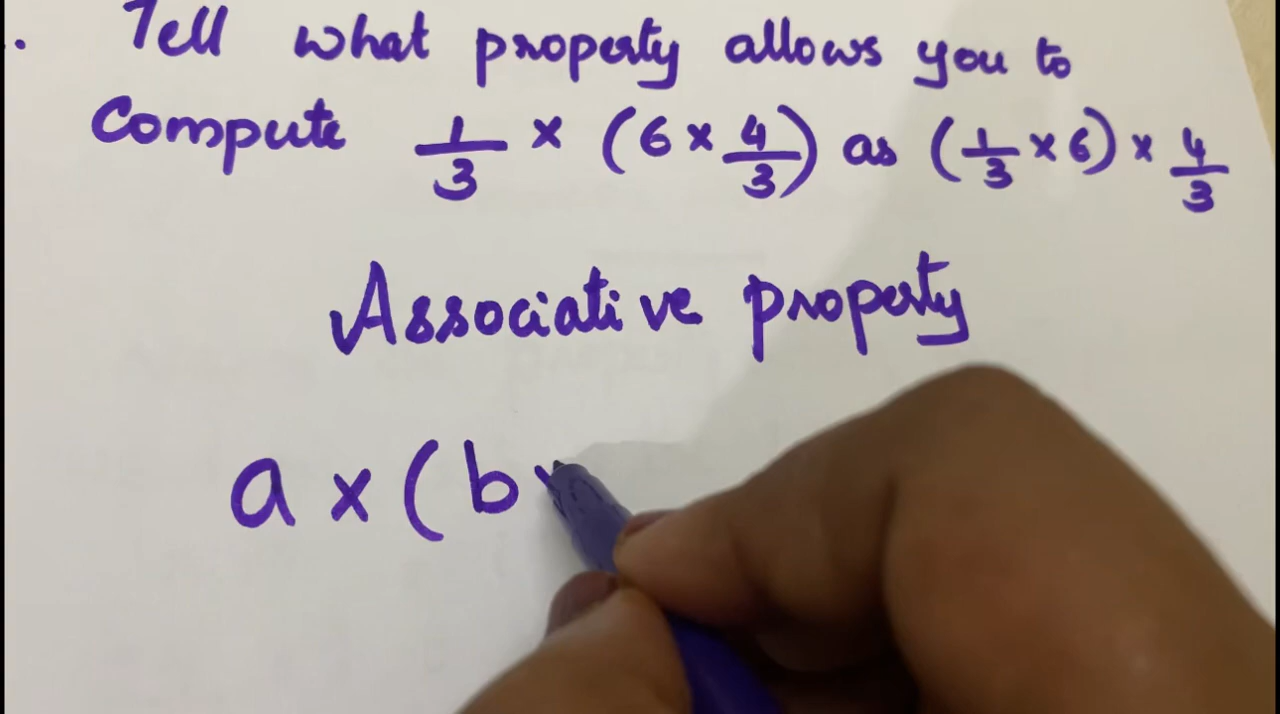 . Tell what property allows you to
Compute 1/3 × (6 × 4/3) as (1/3 × 6) × 4/3
Associative property
a × (b ×